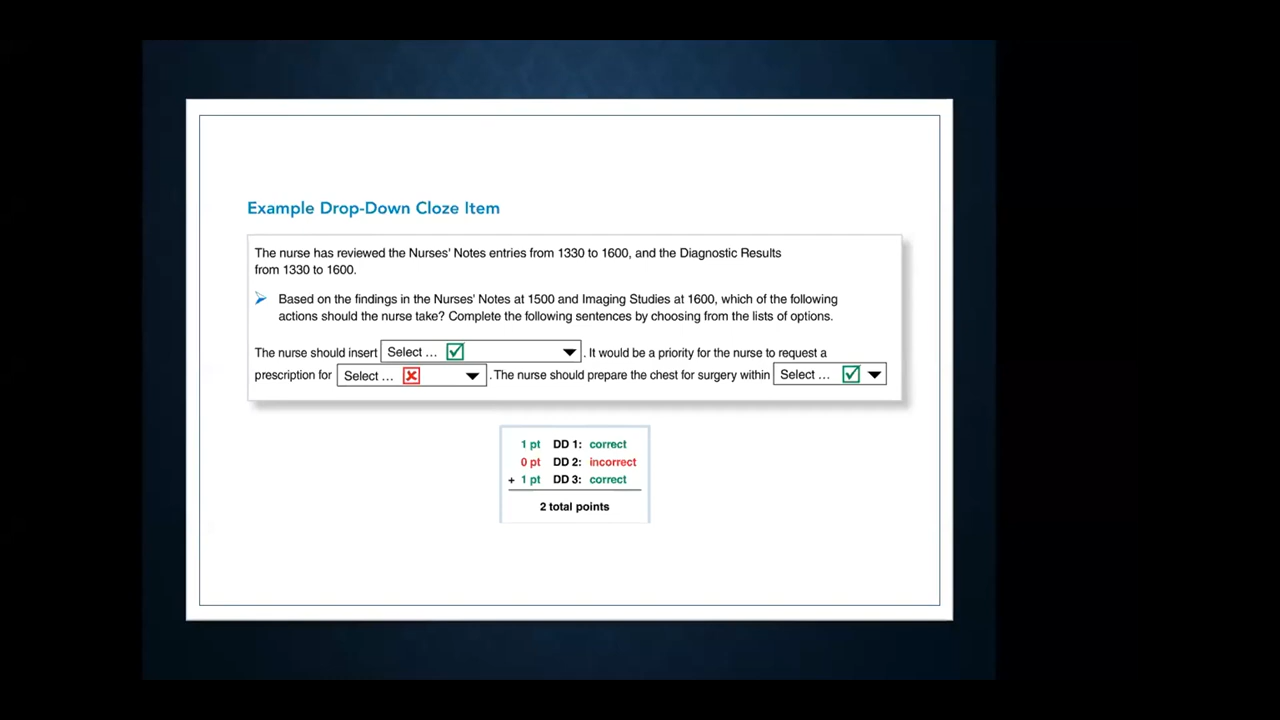 Example Drop-Down Cloze Item
The nurse has reviewed the Nurses' Notes entries from 1330 to 1600, and the Diagnostic Results
from 1330 to 1600.
Based on the findings in the Nurses' Notes at 1500 and Imaging Studies at 1600, which of the following
actions should the nurse take? Complete the following sentences by choosing from the lists of options.
The nurse should insert Select ... . It would be a priority for the nurse to request a
prescription for Select ... . The nurse should prepare the chest for surgery within Select ...
1 pt DD 1: correct
0 pt DD 2: incorrect
+ 1 pt DD 3: correct
2 total points